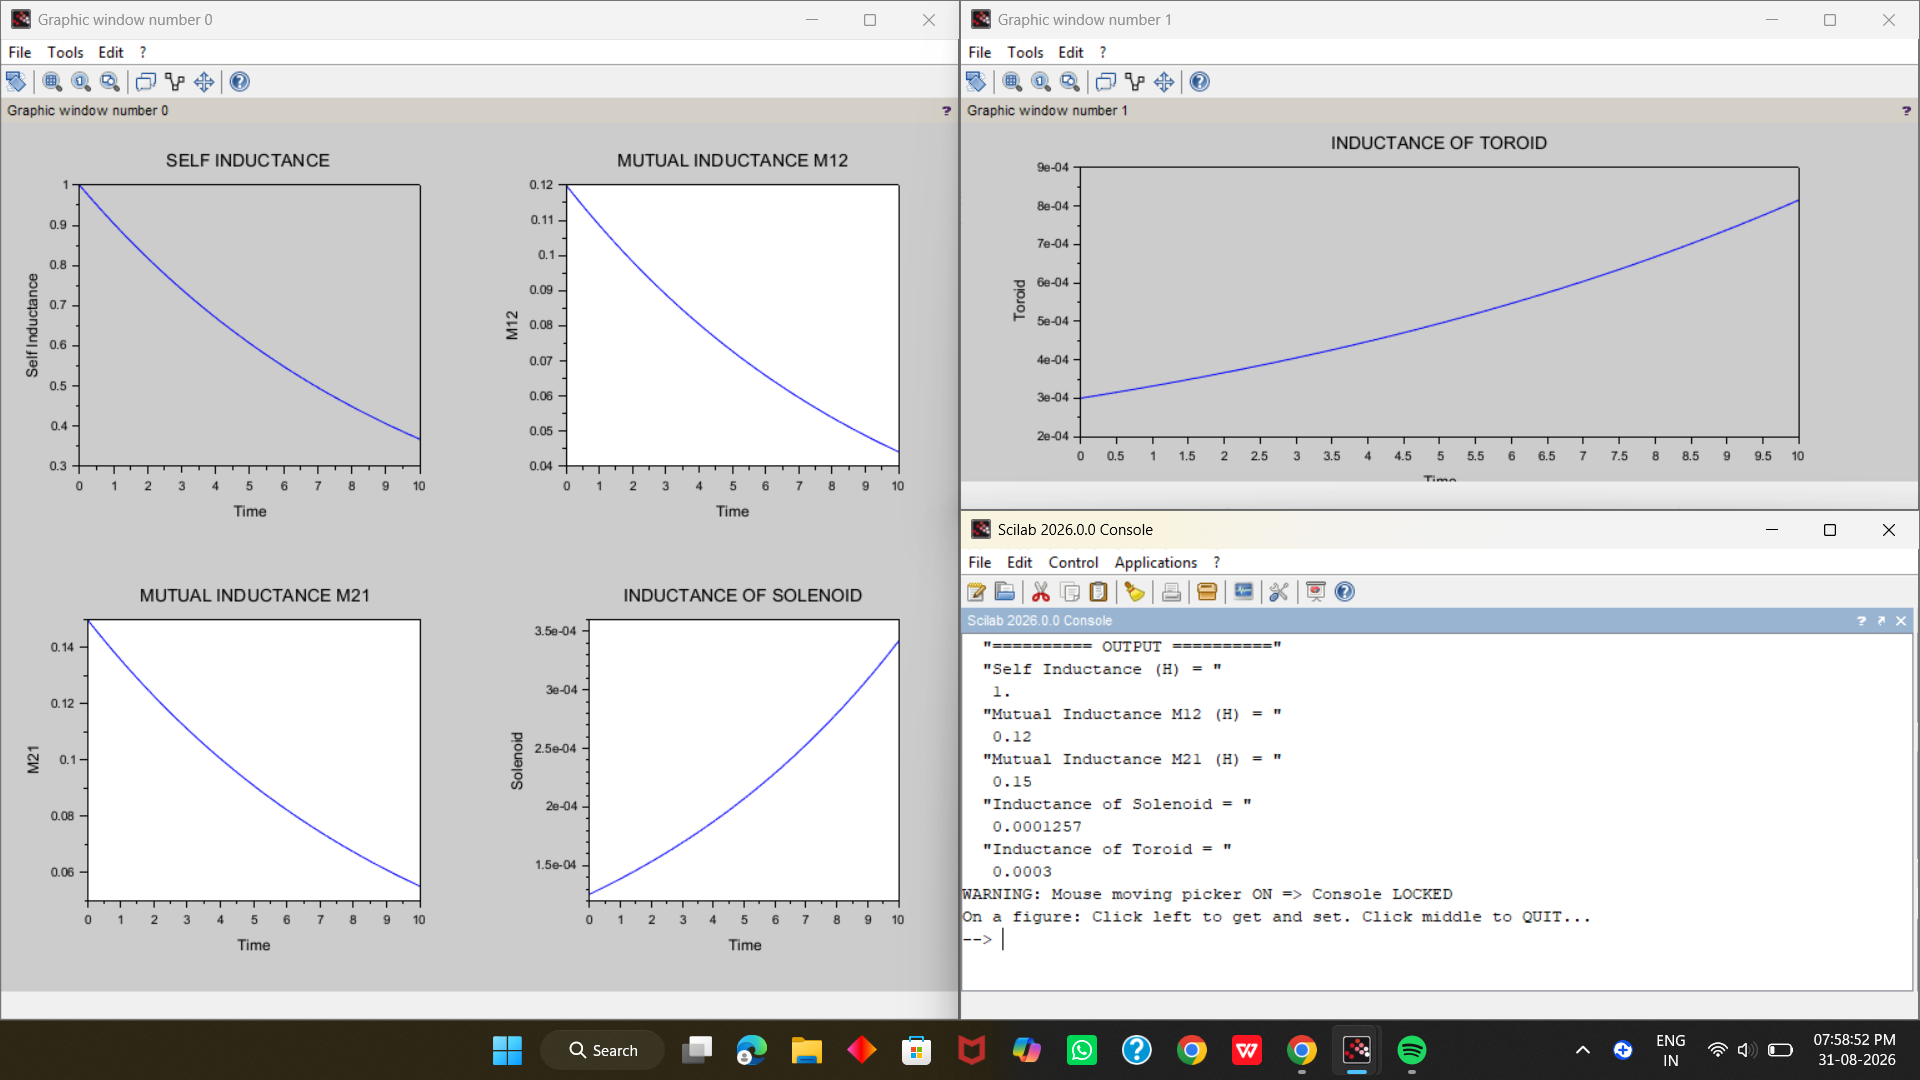 Graphic window number 0
File Tools Edit ?
Graphic window number 0 ?
SELF INDUCTANCE
Self Inductance
1
0.9
0.8
0.7
0.6
0.5
0.4
0.3
0 1 2 3 4 5 6 7 8 9 10
Time
MUTUAL INDUCTANCE M12
M12
0.12
0.11
0.1
0.09
0.08
0.07
0.06
0.05
0.04
0 1 2 3 4 5 6 7 8 9 10
Time
MUTUAL INDUCTANCE M21
M21
0.14
0.12
0.1
0.08
0.06
0 1 2 3 4 5 6 7 8 9 10
Time
INDUCTANCE OF SOLENOID
Solenoid
3.5e-04
3e-04
2.5e-04
2e-04
1.5e-04
0 1 2 3 4 5 6 7 8 9 10
Time
Graphic window number 1
File Tools Edit ?
Graphic window number 1 ?
INDUCTANCE OF TOROID
Toroid
9e-04
8e-04
7e-04
6e-04
5e-04
4e-04
3e-04
2e-04
0 0.5 1 1.5 2 2.5 3 3.5 4 4.5 5 5.5 6 6.5 7 7.5 8 8.5 9 9.5 10
Time
Scilab 2026.0.0 Console
File Edit Control Applications ?
Scilab 2026.0.0 Console ?
"========== OUTPUT =========="
"Self Inductance (H) = "
1.
"Mutual Inductance M12 (H) = "
0.12
"Mutual Inductance M21 (H) = "
0.15
"Inductance of Solenoid = "
0.0001257
"Inductance of Toroid = "
0.0003
WARNING: Mouse moving picker ON => Console LOCKED
On a figure: Click left to get and set. Click middle to QUIT...
-->
Search
ENG
IN
07:58:52 PM
31-08-2026